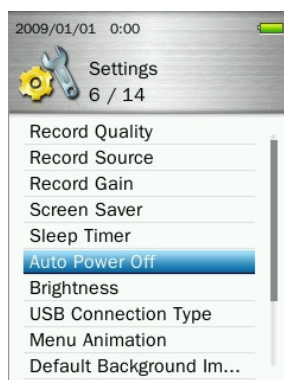 2009/01/01 0:00
Settings
6 / 14
Record Quality
Record Source
Record Gain
Screen Saver
Sleep Timer
Auto Power Off
Brightness
USB Connection Type
Menu Animation
Default Background Im...